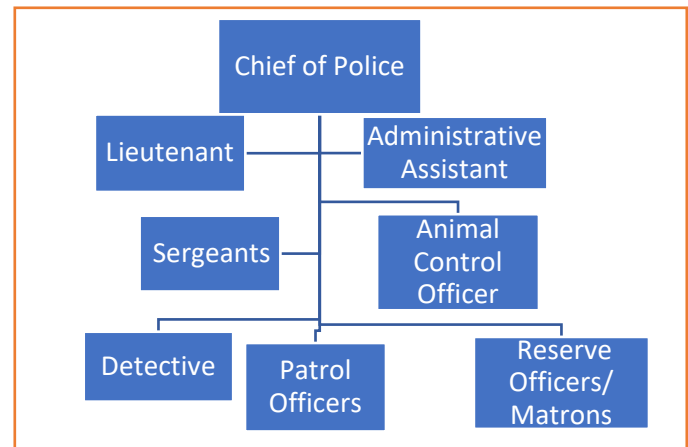 Chief of Police
Lieutenant
Administrative
Assistant
Sergeants
Animal
Control
Officer
Detective
Patrol
Officers
Reserve
Officers/
Matrons